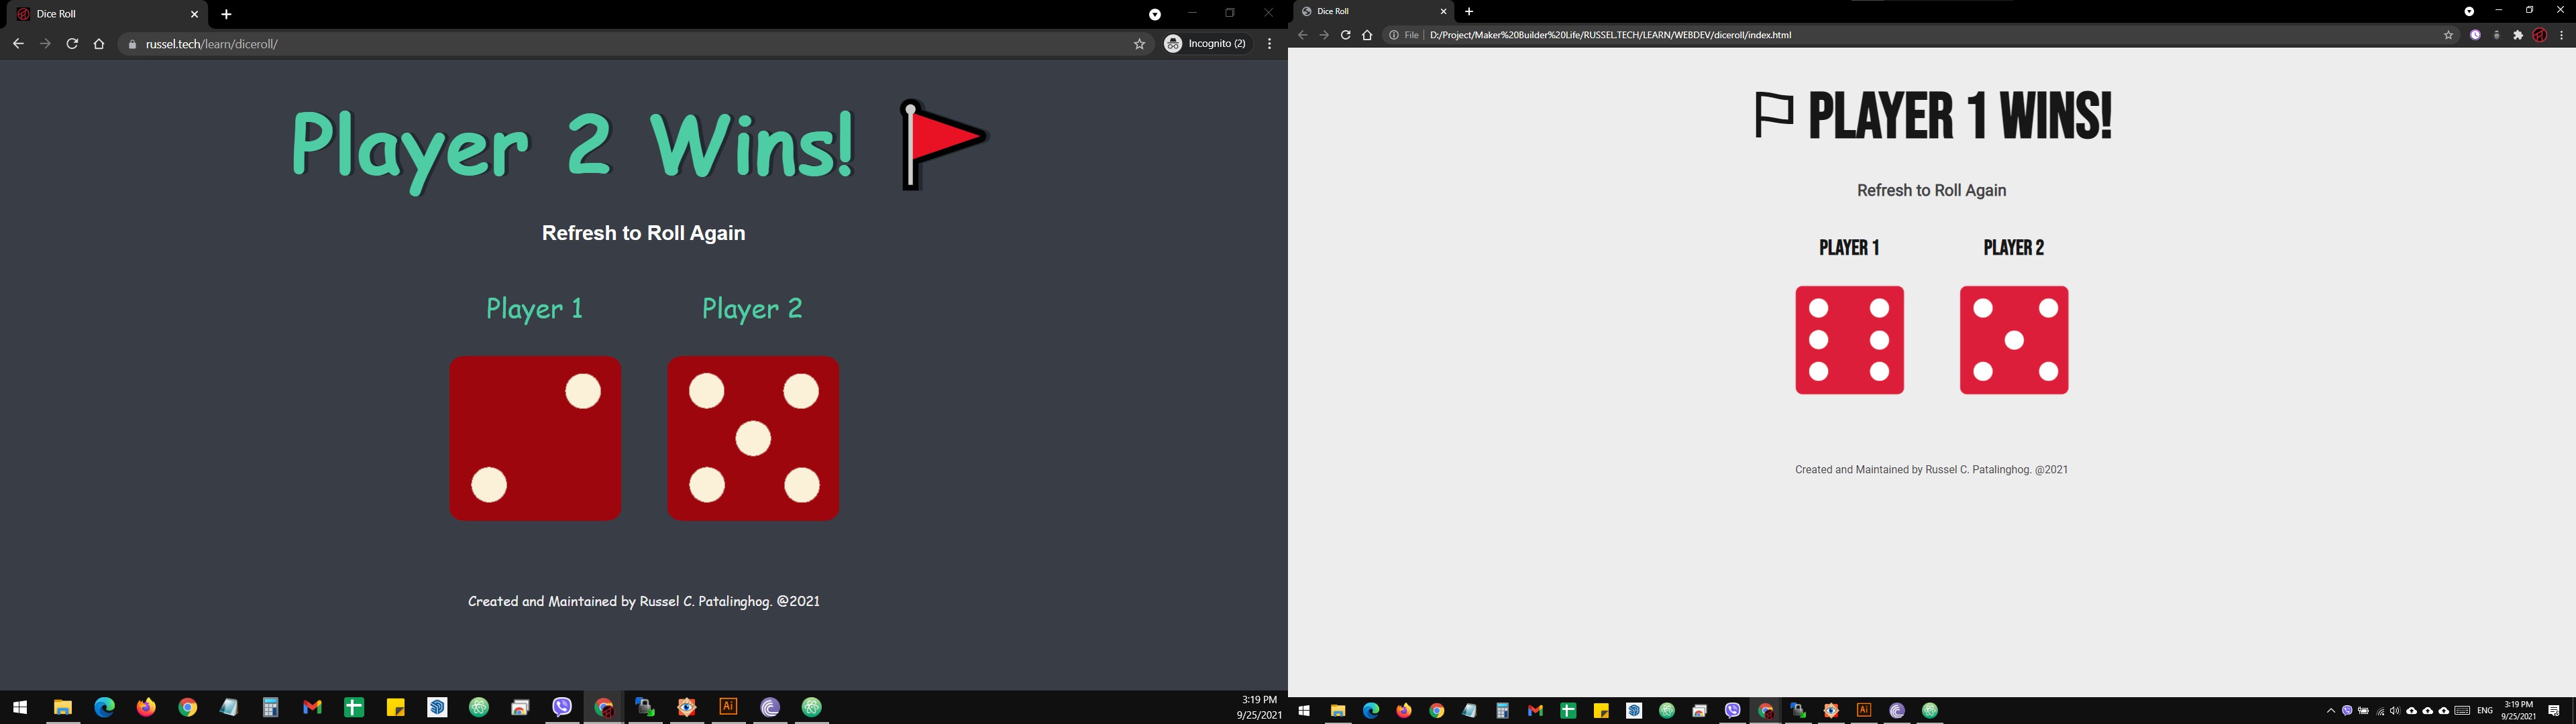 Dice Roll
russel.tech/learn/diceroll/
Incognito (2)
Player 2 Wins!
Refresh to Roll Again
Player 1
Player 2
Created and Maintained by Russel C. Patalinghog. @2021
Ai
3:19 PM
9/25/2021
Dice Roll
File
D:/Project/Maker%20Builder%20Life/RUSSEL.TECH/LEARN/WEBDEV/diceroll/index.html
PLAYER 1 WINS!
Refresh to Roll Again
PLAYER 1
PLAYER 2
Created and Maintained by Russel C. Patalinghog. @2021
Ai
ENG
3:19 PM
9/25/2021